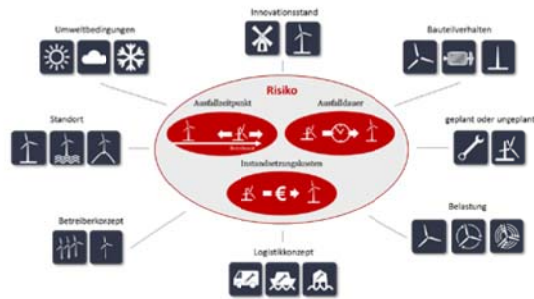 Innovationsstand
Umweltbedingungen
Bauteilverhalten
Risiko
Ausfallzeitpunkt
Ausfalldauer
Standort
geplant oder ungeplant
Instandsetzungskosten
€
Betreiberkonzept
Belastung
Logistikkonzept